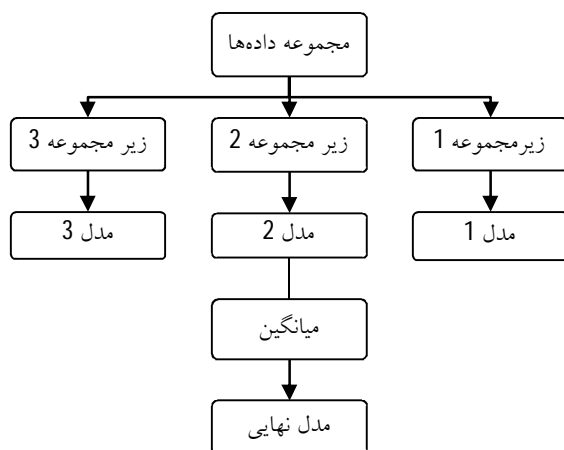 مجموعه داده‌ها
زیرمجموعه 1
زیر مجموعه 2
زیر مجموعه 3
مدل 1
مدل 2
مدل 3
میانگین
مدل نهایی